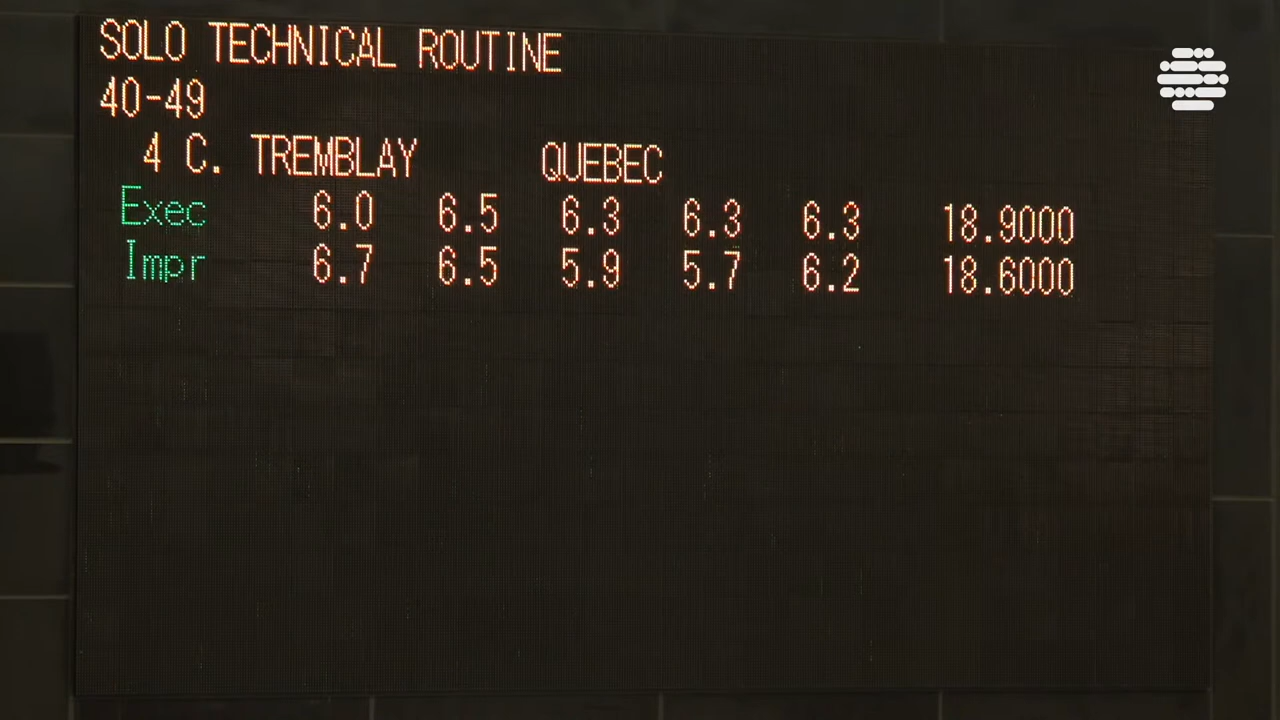 SOLO TECHNICAL ROUTINE
40-49
4 C. TREMBLAY QUEBEC
Exec 6.0 6.5 6.3 6.3 6.3 18.9000
Impr 6.7 6.5 5.9 5.7 6.2 18.6000